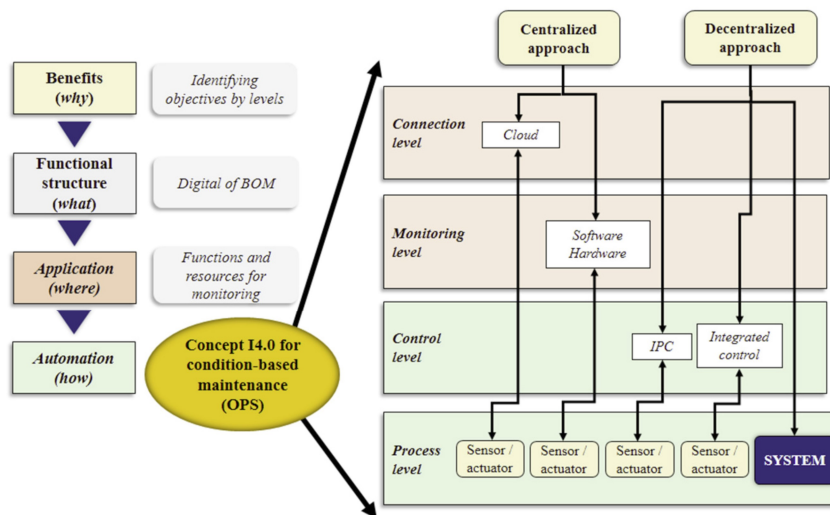 Benefits
(why)
Identifying
objectives by levels
Functional
structure
(what)
Digital of BOM
Application
(where)
Functions and
resources for
monitoring
Automation
(how)
Concept I4.0 for
condition-based
maintenance
(OPS)
Centralized
approach
Decentralized
approach
Connection
level
Cloud
Monitoring
level
Software
Hardware
Control
level
IPC
Integrated
control
Process
level
Sensor /
actuator
Sensor /
actuator
Sensor /
actuator
Sensor /
actuator
SYSTEM